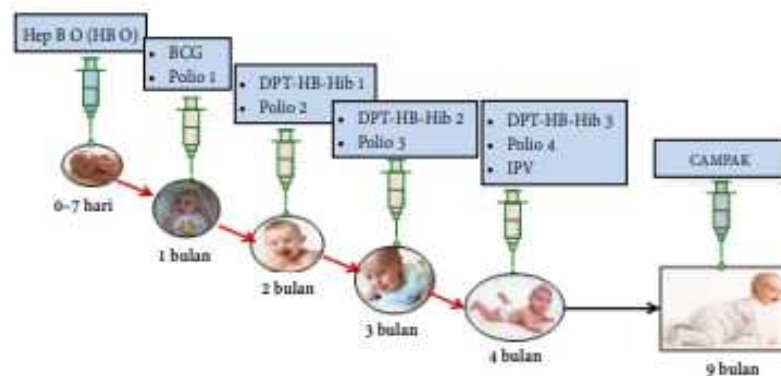 Hep B O (HB O)
• BCG
• Polio 1
• DPT-HB-Hib 1
• Polio 2
• DPT-HB-Hib 2
• Polio 3
• DPT-HB-Hib 3
• Polio 4
• IPV
CAMPAK
0–7 hari
1 bulan
2 bulan
3 bulan
4 bulan
9 bulan